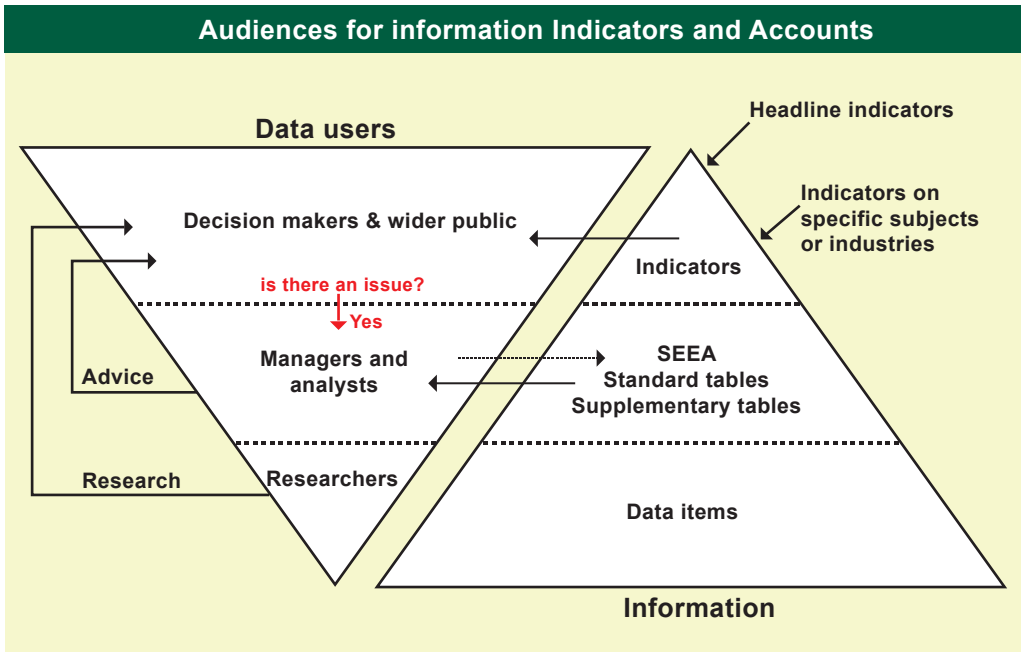 Audiences for information Indicators and Accounts
Data users
Decision makers & wider public
is there an issue?
Yes
Managers and
analysts
Researchers
Advice
Research
Headline indicators
Indicators on
specific subjects
or industries
Indicators
SEEA
Standard tables
Supplementary tables
Data items
Information